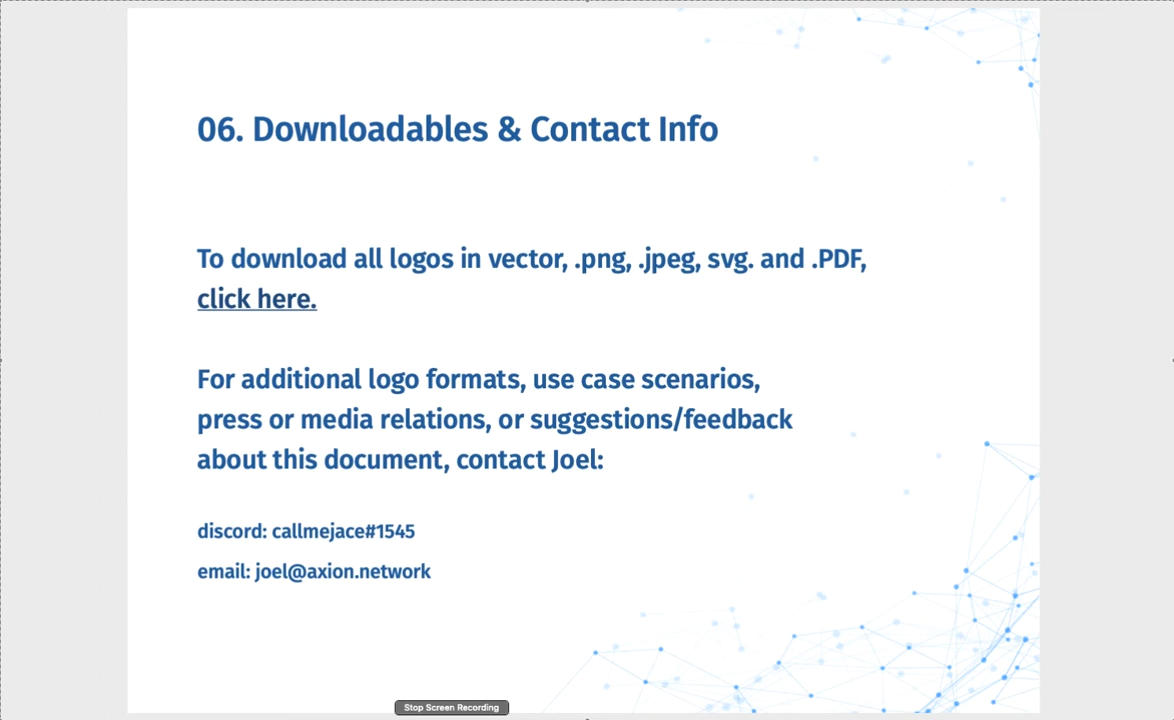 06. Downloadables & Contact Info
To download all logos in vector, .png, .jpeg, svg. and .PDF,
click here.
For additional logo formats, use case scenarios,
press or media relations, or suggestions/feedback
about this document, contact Joel:
discord: callmejace#1545
email: joel@axion.network
Stop Screen Recording